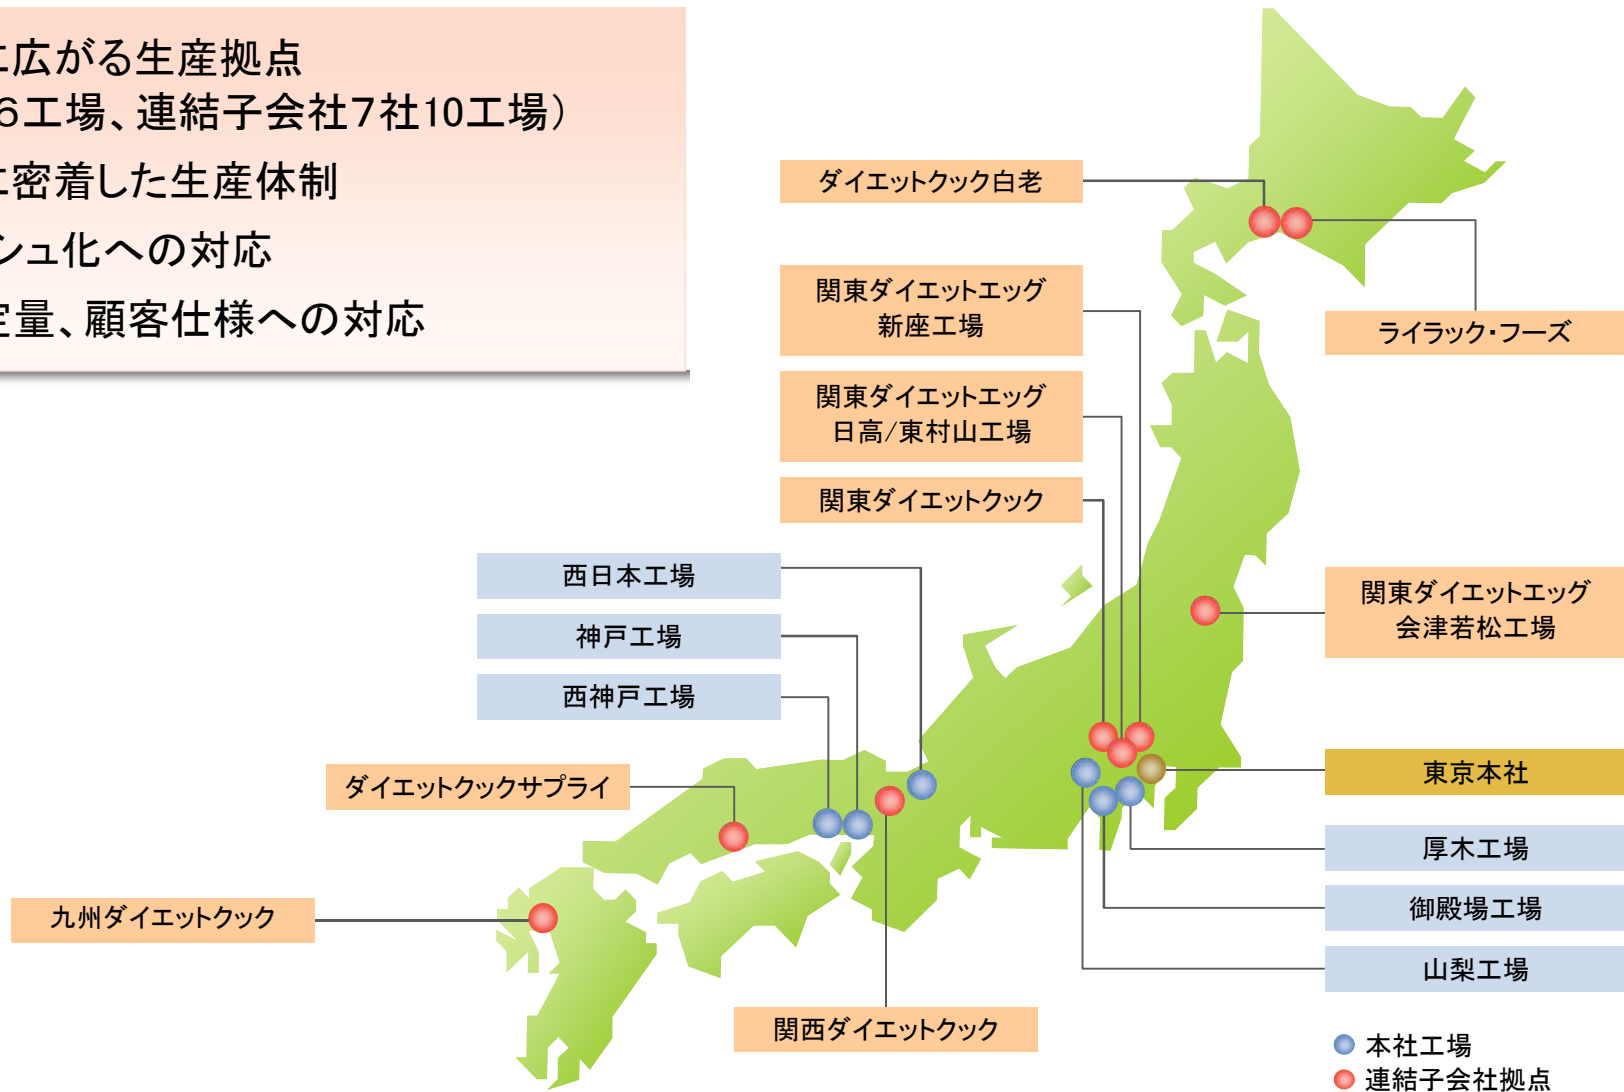 に広がる生産拠点
6工場、連結子会社7社10工場）
に密着した生産体制
シュ化への対応
定量、顧客仕様への対応
ダイエットクック白老
関東ダイエットエッグ
新座工場
ライラック・フーズ
関東ダイエットエッグ
日高/東村山工場
関東ダイエットクック
西日本工場
関東ダイエットエッグ
会津若松工場
神戸工場
西神戸工場
東京本社
ダイエットクックサプライ
厚木工場
御殿場工場
九州ダイエットクック
山梨工場
関西ダイエットクック
本社工場
連結子会社拠点